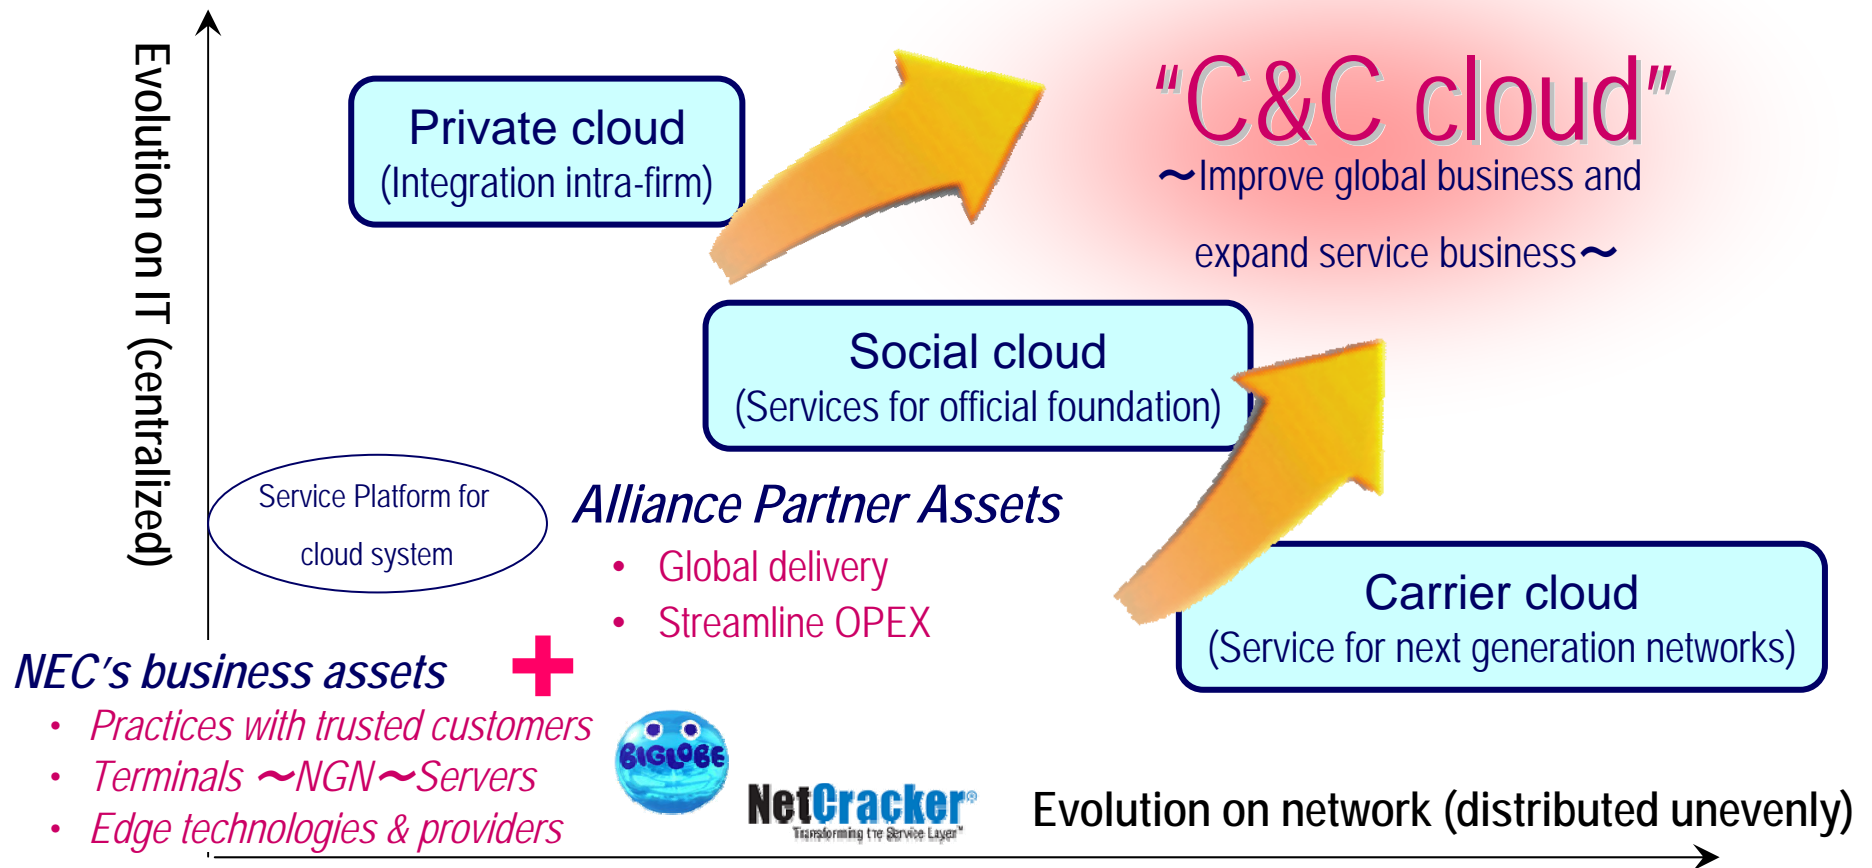 Evolution on IT (centralized)
Private cloud
(Integration intra-firm)
“C&C cloud”
～Improve global business and
expand service business～
Social cloud
(Services for official foundation)
Service Platform for
cloud system
Alliance Partner Assets
• Global delivery
• Streamline OPEX
Carrier cloud
(Service for next generation networks)
NEC’s business assets
+
• Practices with trusted customers
• Terminals ～NGN～Servers
• Edge technologies & providers
BIGLOBE
NetCracker®
Transforming the Service Layer™
Evolution on network (distributed unevenly)